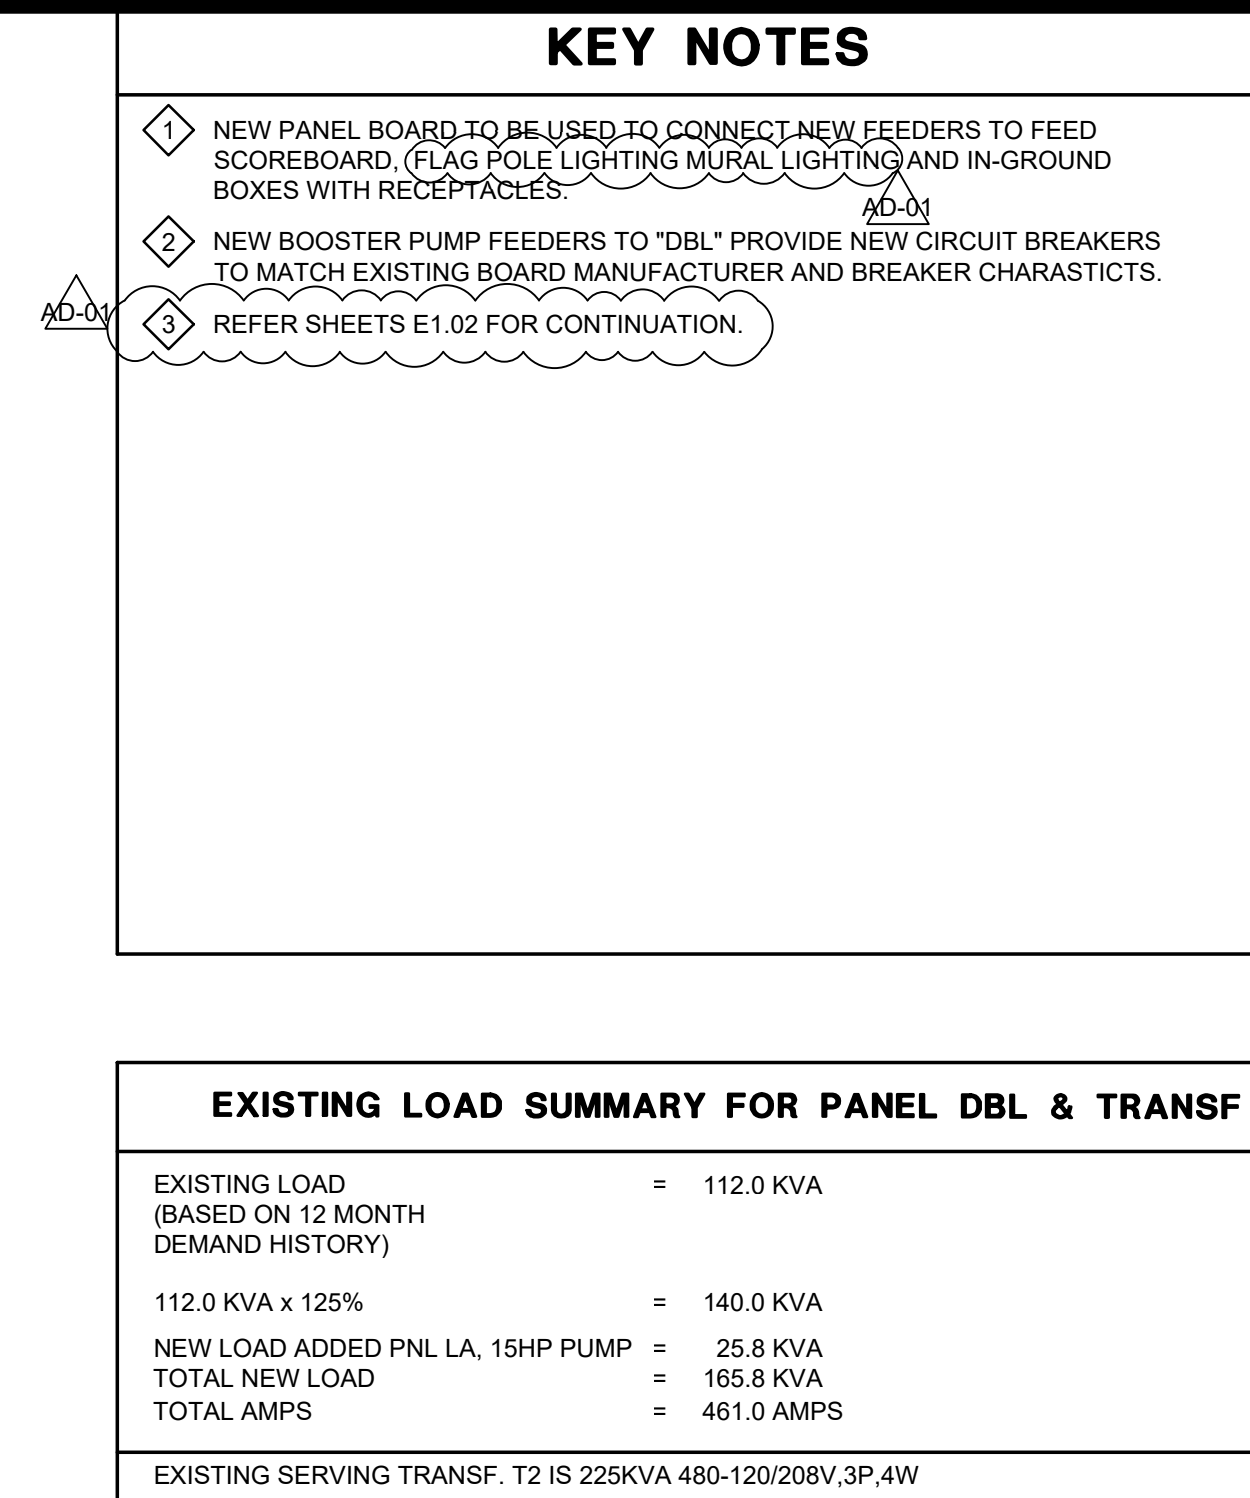 KEY NOTES
1 NEW PANEL BOARD TO BE USED TO CONNECT NEW FEEDERS TO FEED
SCOREBOARD, FLAG POLE LIGHTING MURAL LIGHTING AND IN-GROUND
BOXES WITH RECEPTACLES.
AD-01
2 NEW BOOSTER PUMP FEEDERS TO "DBL" PROVIDE NEW CIRCUIT BREAKERS
TO MATCH EXISTING BOARD MANUFACTURER AND BREAKER CHARASTICTS.
AD-01
3 REFER SHEETS E1.02 FOR CONTINUATION.
EXISTING LOAD SUMMARY FOR PANEL DBL & TRANSF
EXISTING LOAD = 112.0 KVA
(BASED ON 12 MONTH
DEMAND HISTORY)
112.0 KVA x 125% = 140.0 KVA
NEW LOAD ADDED PNL LA, 15HP PUMP = 25.8 KVA
TOTAL NEW LOAD = 165.8 KVA
TOTAL AMPS = 461.0 AMPS
EXISTING SERVING TRANSF. T2 IS 225KVA 480-120/208V,3P,4W